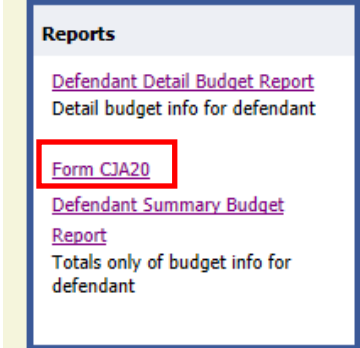 Reports
Defendant Detail Budget Report
Detail budget info for defendant
Form CJA20
Defendant Summary Budget
Report
Totals only of budget info for
defendant